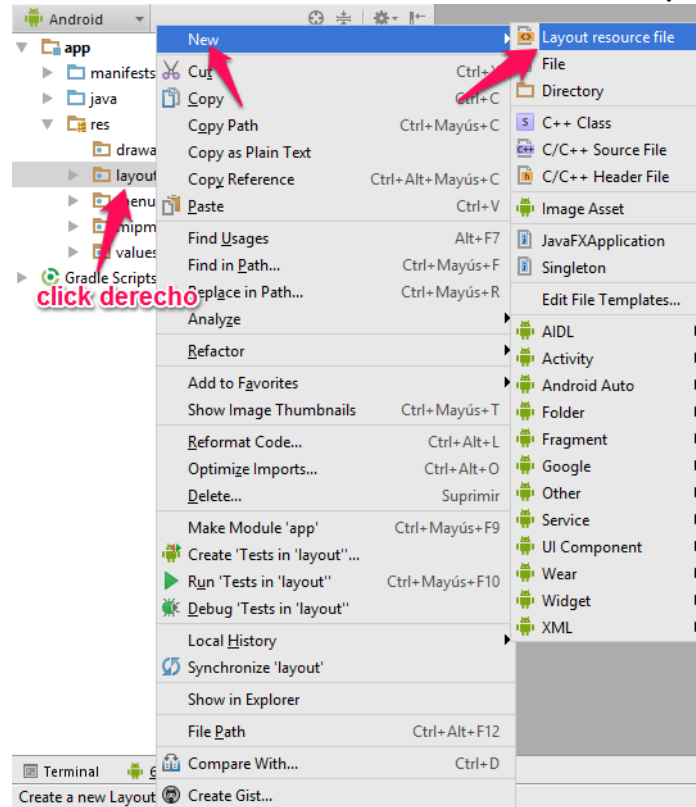 Android
app
manifests
java
res
drawa
layout
enu
mipm
values
Gradle Scripts
click derecho
New
Cut
Copy Ctrl+C
Copy Path Ctrl+Mayús+C
Copy as Plain Text
Copy Reference Ctrl+Alt+Mayús+C
Paste Ctrl+V
Find Usages Alt+F7
Find in Path... Ctrl+Mayús+F
Replace in Path... Ctrl+Mayús+R
Analyze
Refactor
Add to Favorites
Show Image Thumbnails Ctrl+Mayús+T
Reformat Code... Ctrl+Alt+L
Optimize Imports... Ctrl+Alt+O
Delete... Suprimir
Make Module 'app' Ctrl+Mayús+F9
Create 'Tests in 'layout''...
Run 'Tests in 'layout'' Ctrl+Mayús+F10
Debug 'Tests in 'layout''
Local History
Synchronize 'layout'
Show in Explorer
File Path Ctrl+Alt+F12
Compare With... Ctrl+D
Create Gist...
Layout resource file
File
Directory
C++ Class
C/C++ Source File
C/C++ Header File
Image Asset
JavaFXApplication
Singleton
Edit File Templates...
AIDL
Activity
Android Auto
Folder
Fragment
Google
Other
Service
UI Component
Wear
Widget
XML
Terminal
Create a new Layout